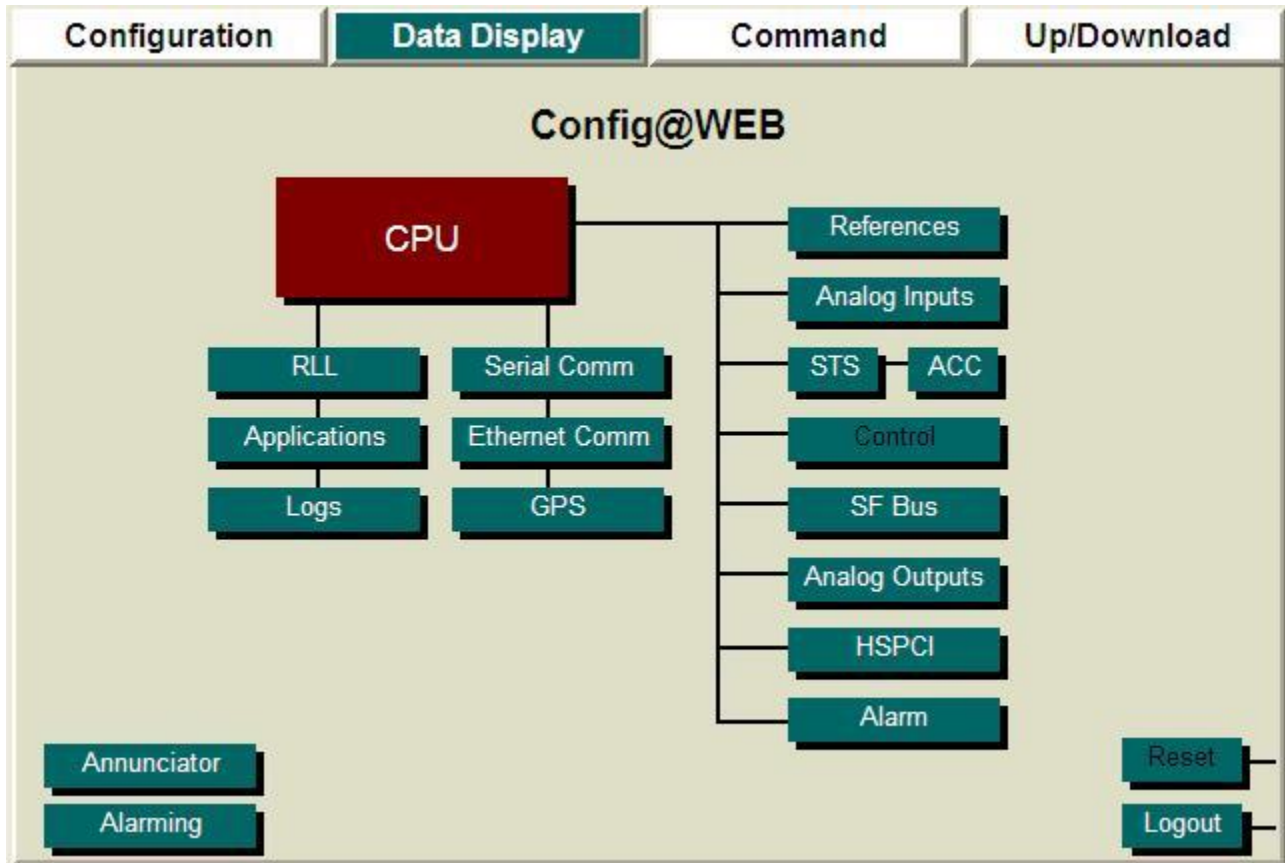 Configuration Data Display Command Up/Download
Config@WEB
CPU
RLL
Applications
Logs
Serial Comm
Ethernet Comm
GPS
References
Analog Inputs
STS ACC
Control
SF Bus
Analog Outputs
HSPCI
Alarm
Annunciator
Alarming
Reset
Logout